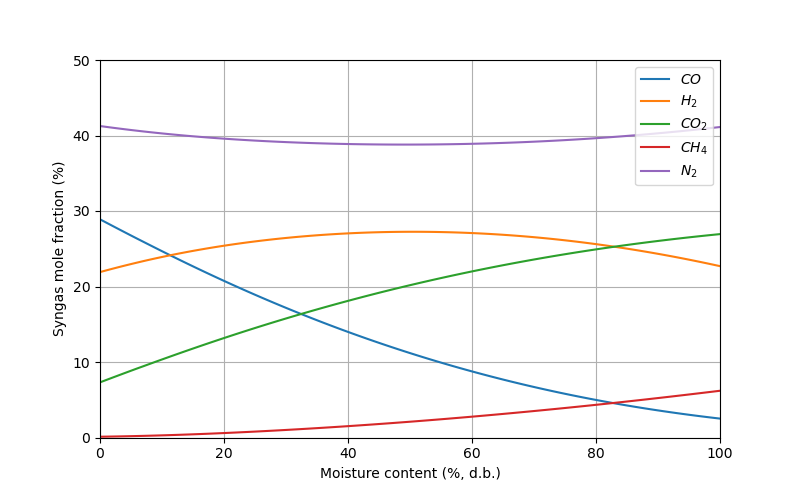 50
40
30
20
10
0
Syngas mole fraction (%)
0 20 40 60 80 100
Moisture content (%, d.b.)
CO
H₂
CO₂
CH₄
N₂